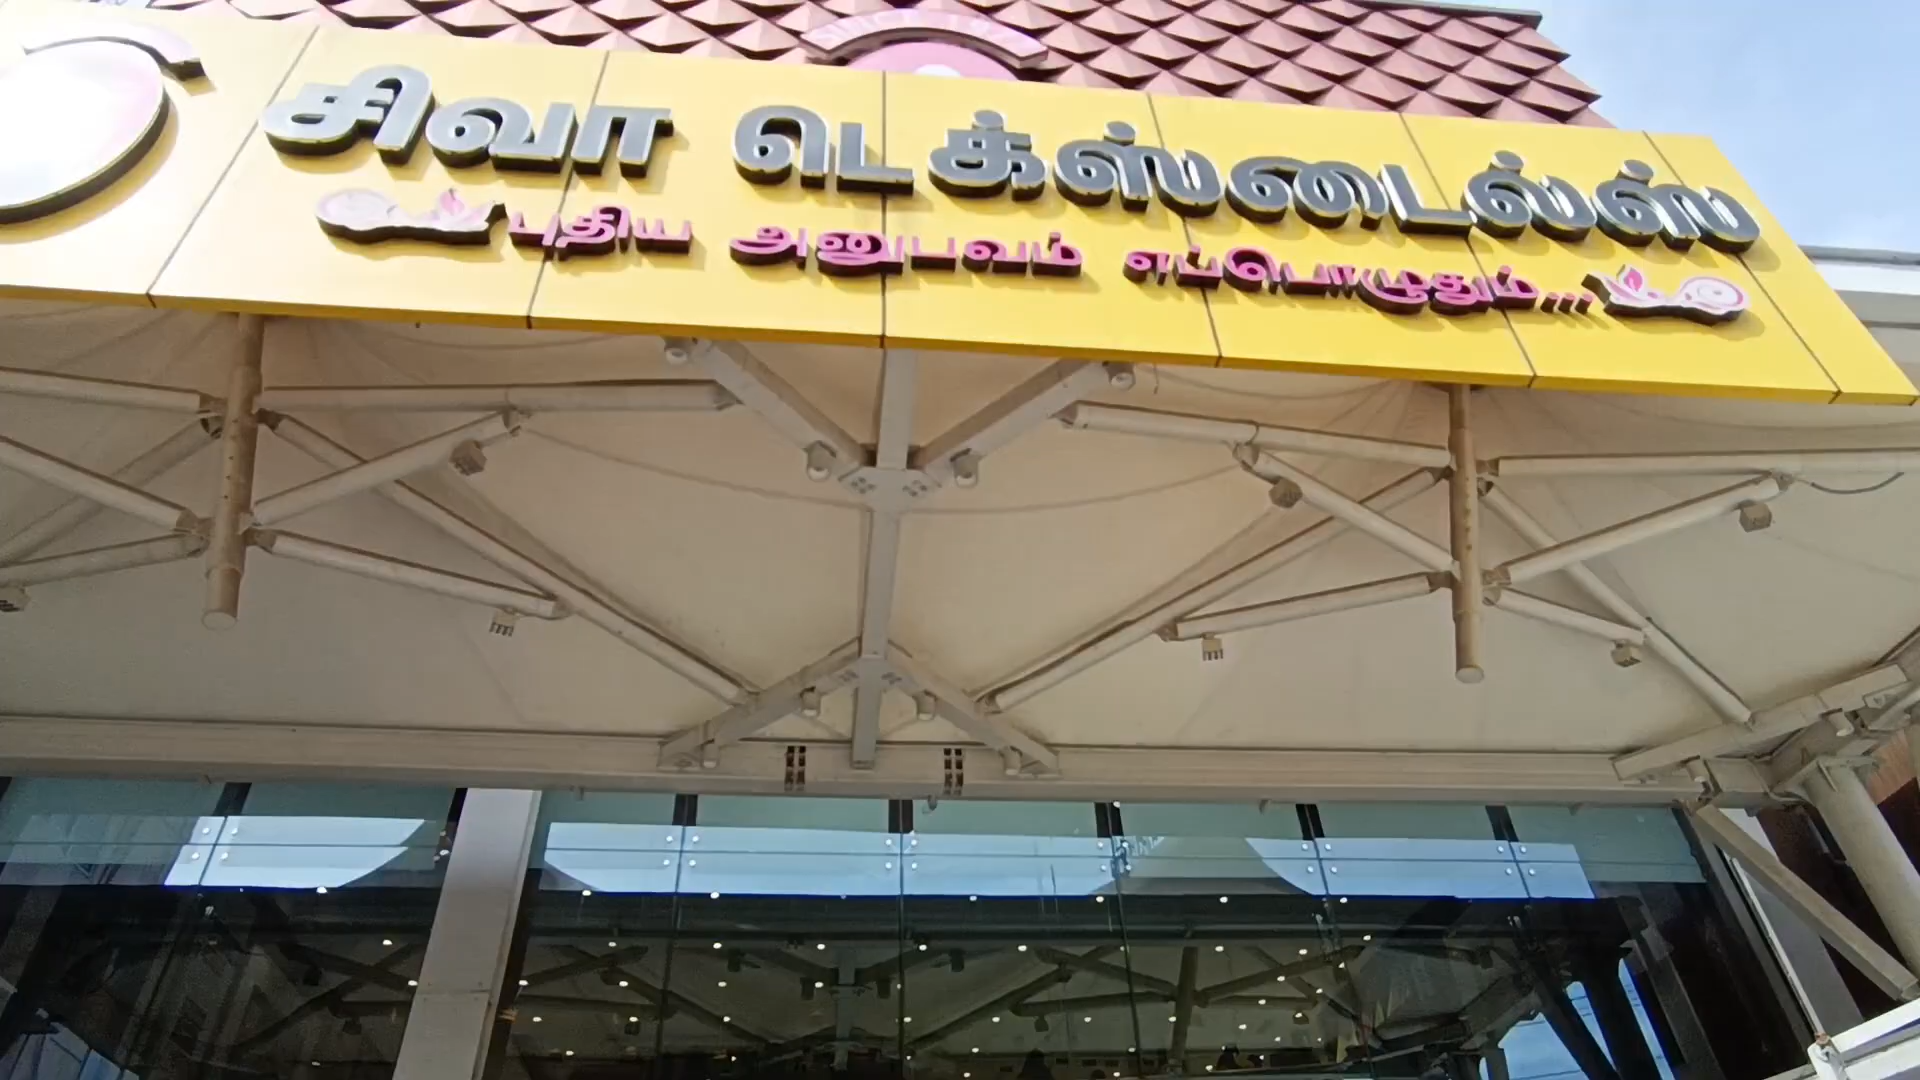 சிவா டெக்ஸ்டைல்ஸ்
புதிய அனுபவம் எப்பொழுதும்...